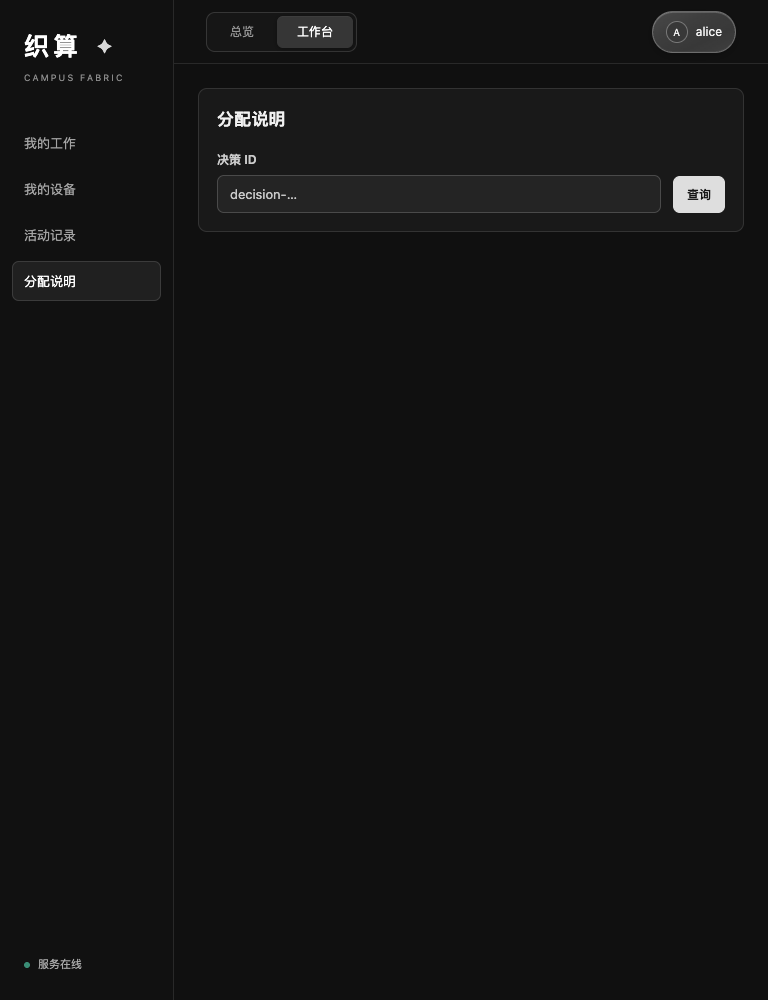 织算
CAMPUS FABRIC
我的工作
我的设备
活动记录
分配说明
服务在线
总览
工作台
A
alice
分配说明
决策 ID
decision-...
查询